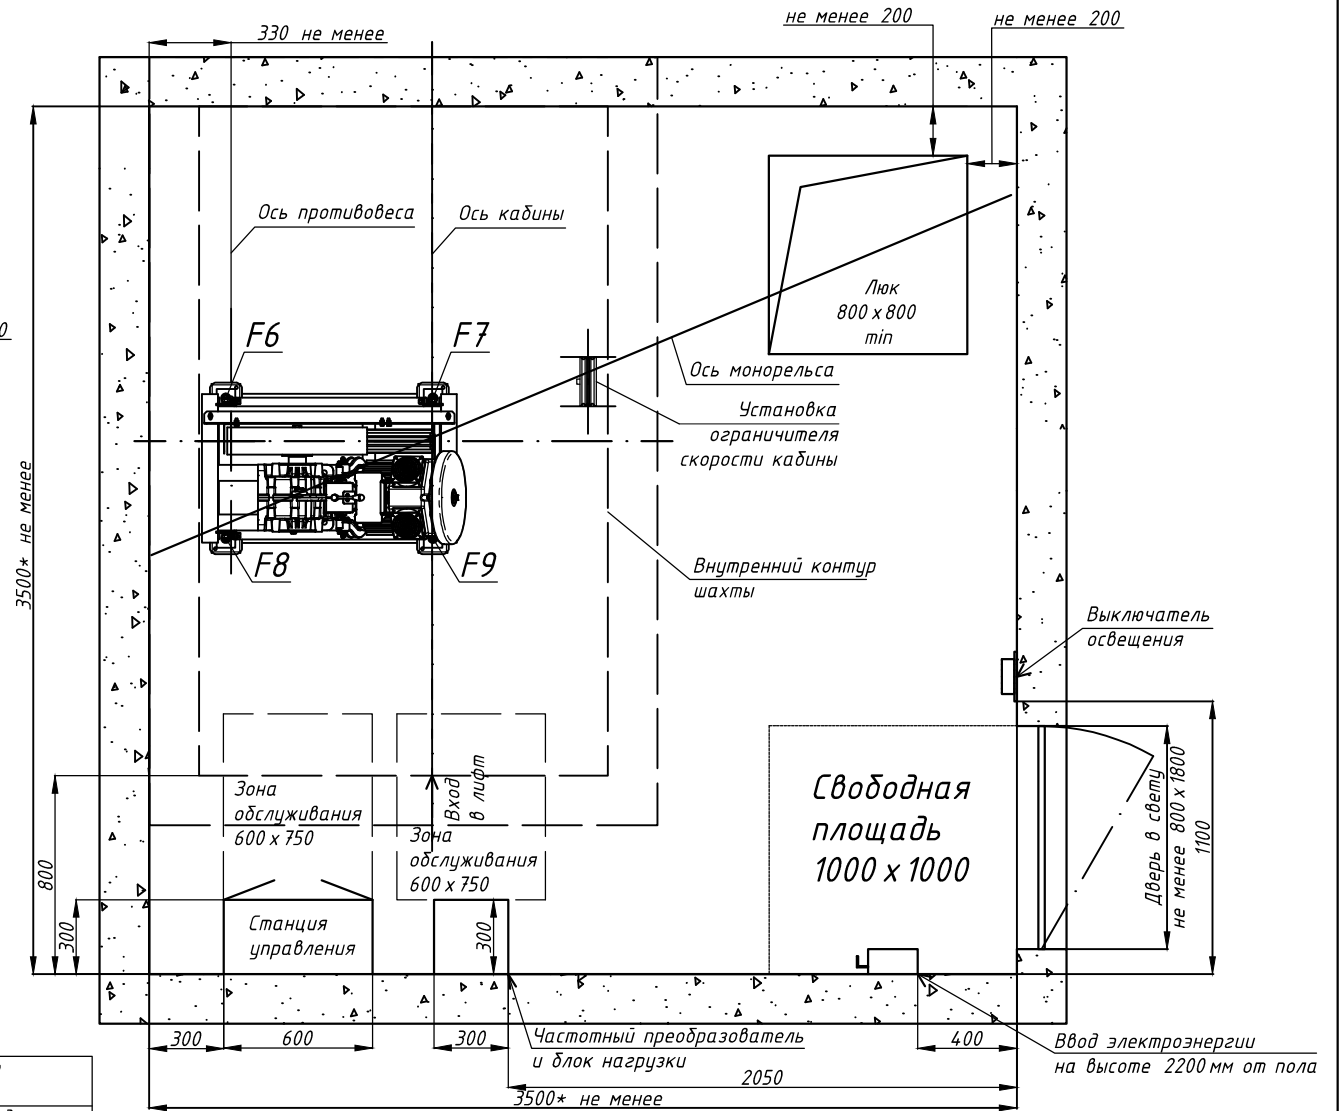 не менее 200
не менее 200
330 не менее
Ось противовеса
Ось кабины
F6
F7
Люк
800 x 800
min
Ось монорельса
Установка
ограничителя
скорости кабины
3500* не менее
F8
F9
Внутренний контур
шахты
Выключатель
освещения
Зона
обслуживания
600 x 750
Вход
в лифт
Зона
обслуживания
600 x 750
Свободная
площадь
1000 x 1000
Дверь в свету
не менее 800 x 1800
1100
800
300
Станция
управления
300
300
600
300
Частотный преобразователь
и блок нагрузки
400
Ввод электроэнергии
на высоте 2200 мм от пола
2050
3500* не менее